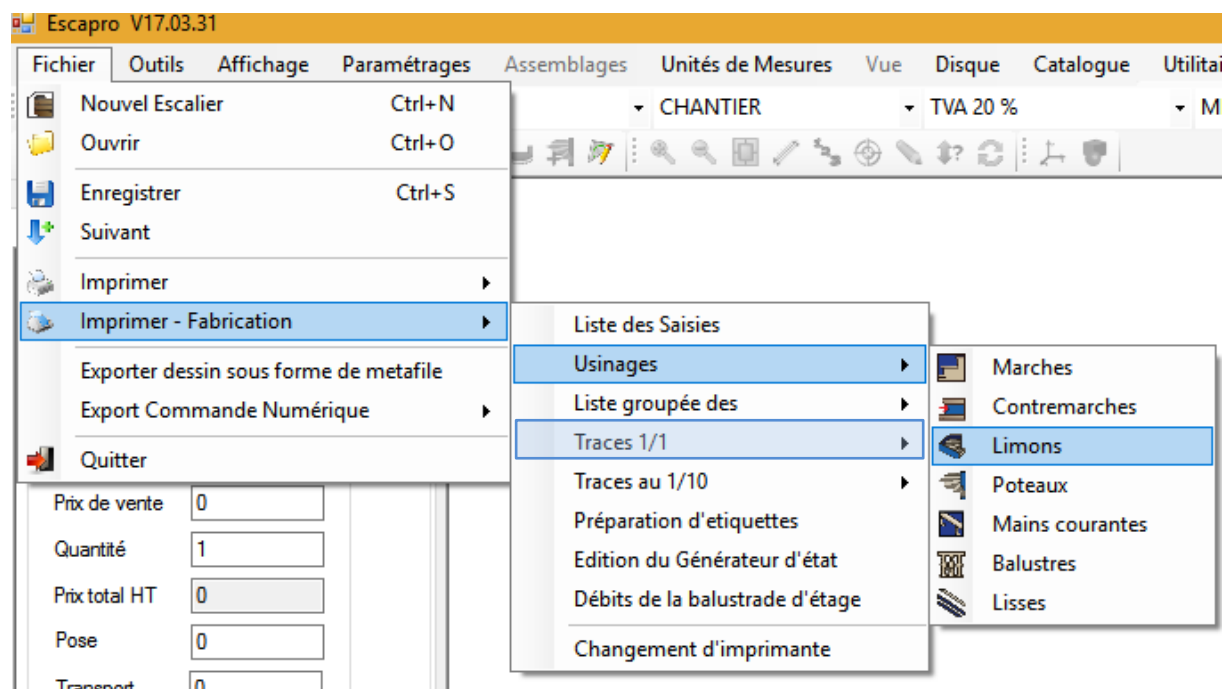 Escapro V17.03.31
Fichier Outils Affichage Paramétrages Assemblages Unités de Mesures Vue Disque Catalogue Utilitai
Nouvel Escalier Ctrl+N
CHANTIER TVA 20 % M
Ouvrir Ctrl+O
Enregistrer Ctrl+S
Suivant
Imprimer
Imprimer - Fabrication
Exporter dessin sous forme de metafile
Export Commande Numérique
Quitter
Liste des Saisies
Usinages
Liste groupée des
Traces 1/1
Traces au 1/10
Préparation d'etiquettes
Edition du Générateur d'état
Débits de la balustrade d'étage
Changement d'imprimante
Marches
Contremarches
Limons
Poteaux
Mains courantes
Balustres
Lisses
Prix de vente 0
Quantité 1
Prix total HT 0
Pose 0
Transport 0